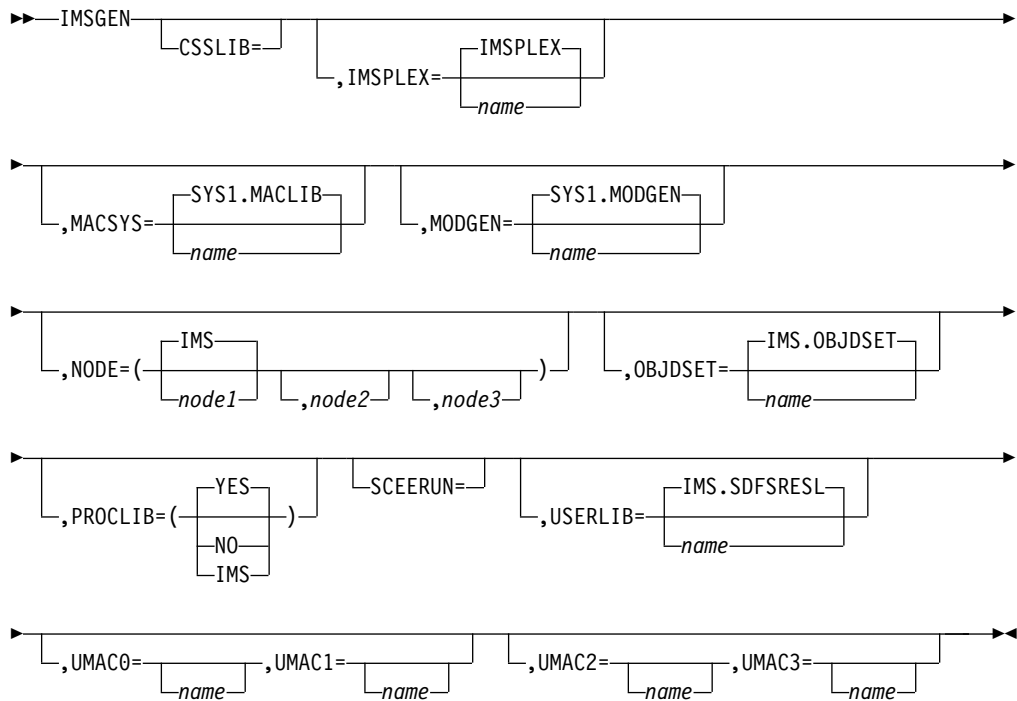 IMSGEN
CSSLIB=
,IMSPLEX=
IMSPLEX
name
,MACSYS=
SYS1.MACLIB
name
,MODGEN=
SYS1.MODGEN
name
,NODE=(
IMS
node1
,node2
,node3
)
,OBJDSET=
IMS.OBJDSET
name
,PROCLIB=(
YES
NO
IMS
)
SCEERUN=
,USERLIB=
IMS.SDFSRESL
name
,UMAC0=
name
,UMAC1=
name
,UMAC2=
name
,UMAC3=
name